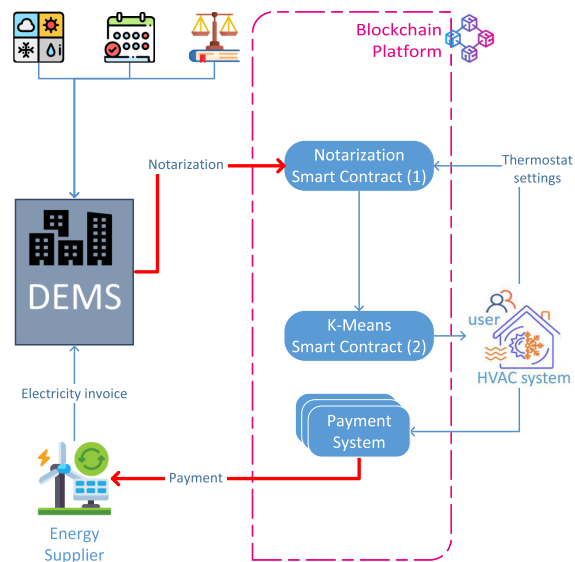 Blockchain
Platform
Notarization
Notarization
Smart Contract (1)
Thermostat
settings
DEMS
K-Means
Smart Contract (2)
user
HVAC system
Electricity invoice
Payment
System
Payment
Energy
Supplier